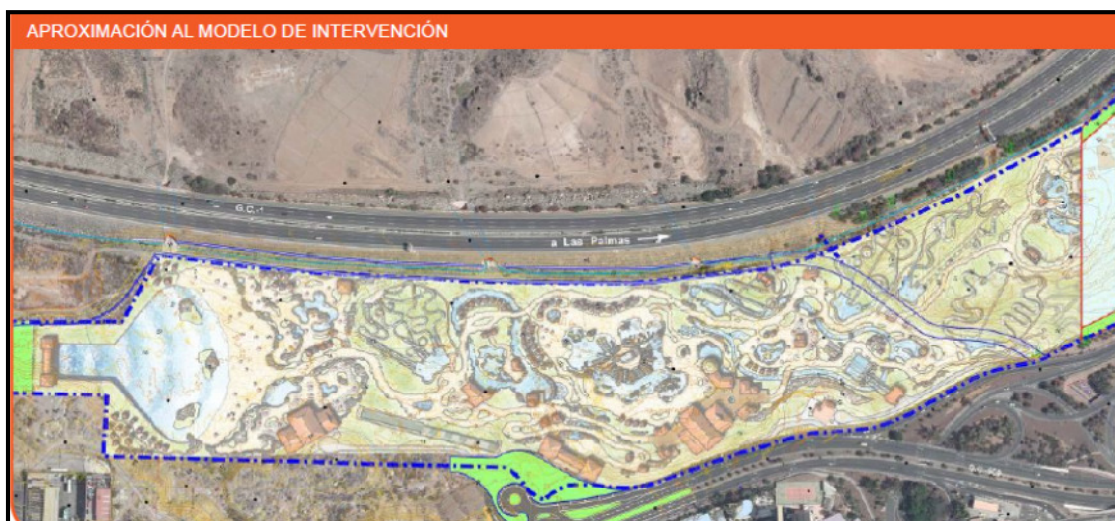 APROXIMACIÓN AL MODELO DE INTERVENCIÓN
G.C.-1
a Las Palmas